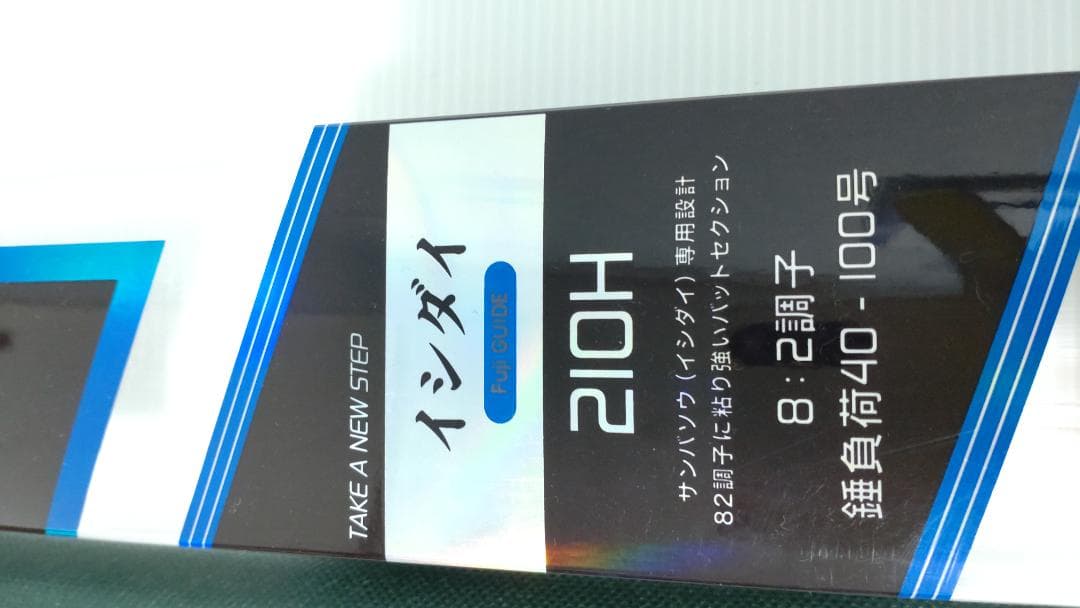 TAKE A NEW STEP
イシダイ
Fuji GUIDE
210H
サンバソウ(イシダイ)専用設計
82調子に粘り強いバットセクション
8:2調子
錘負荷40-100号